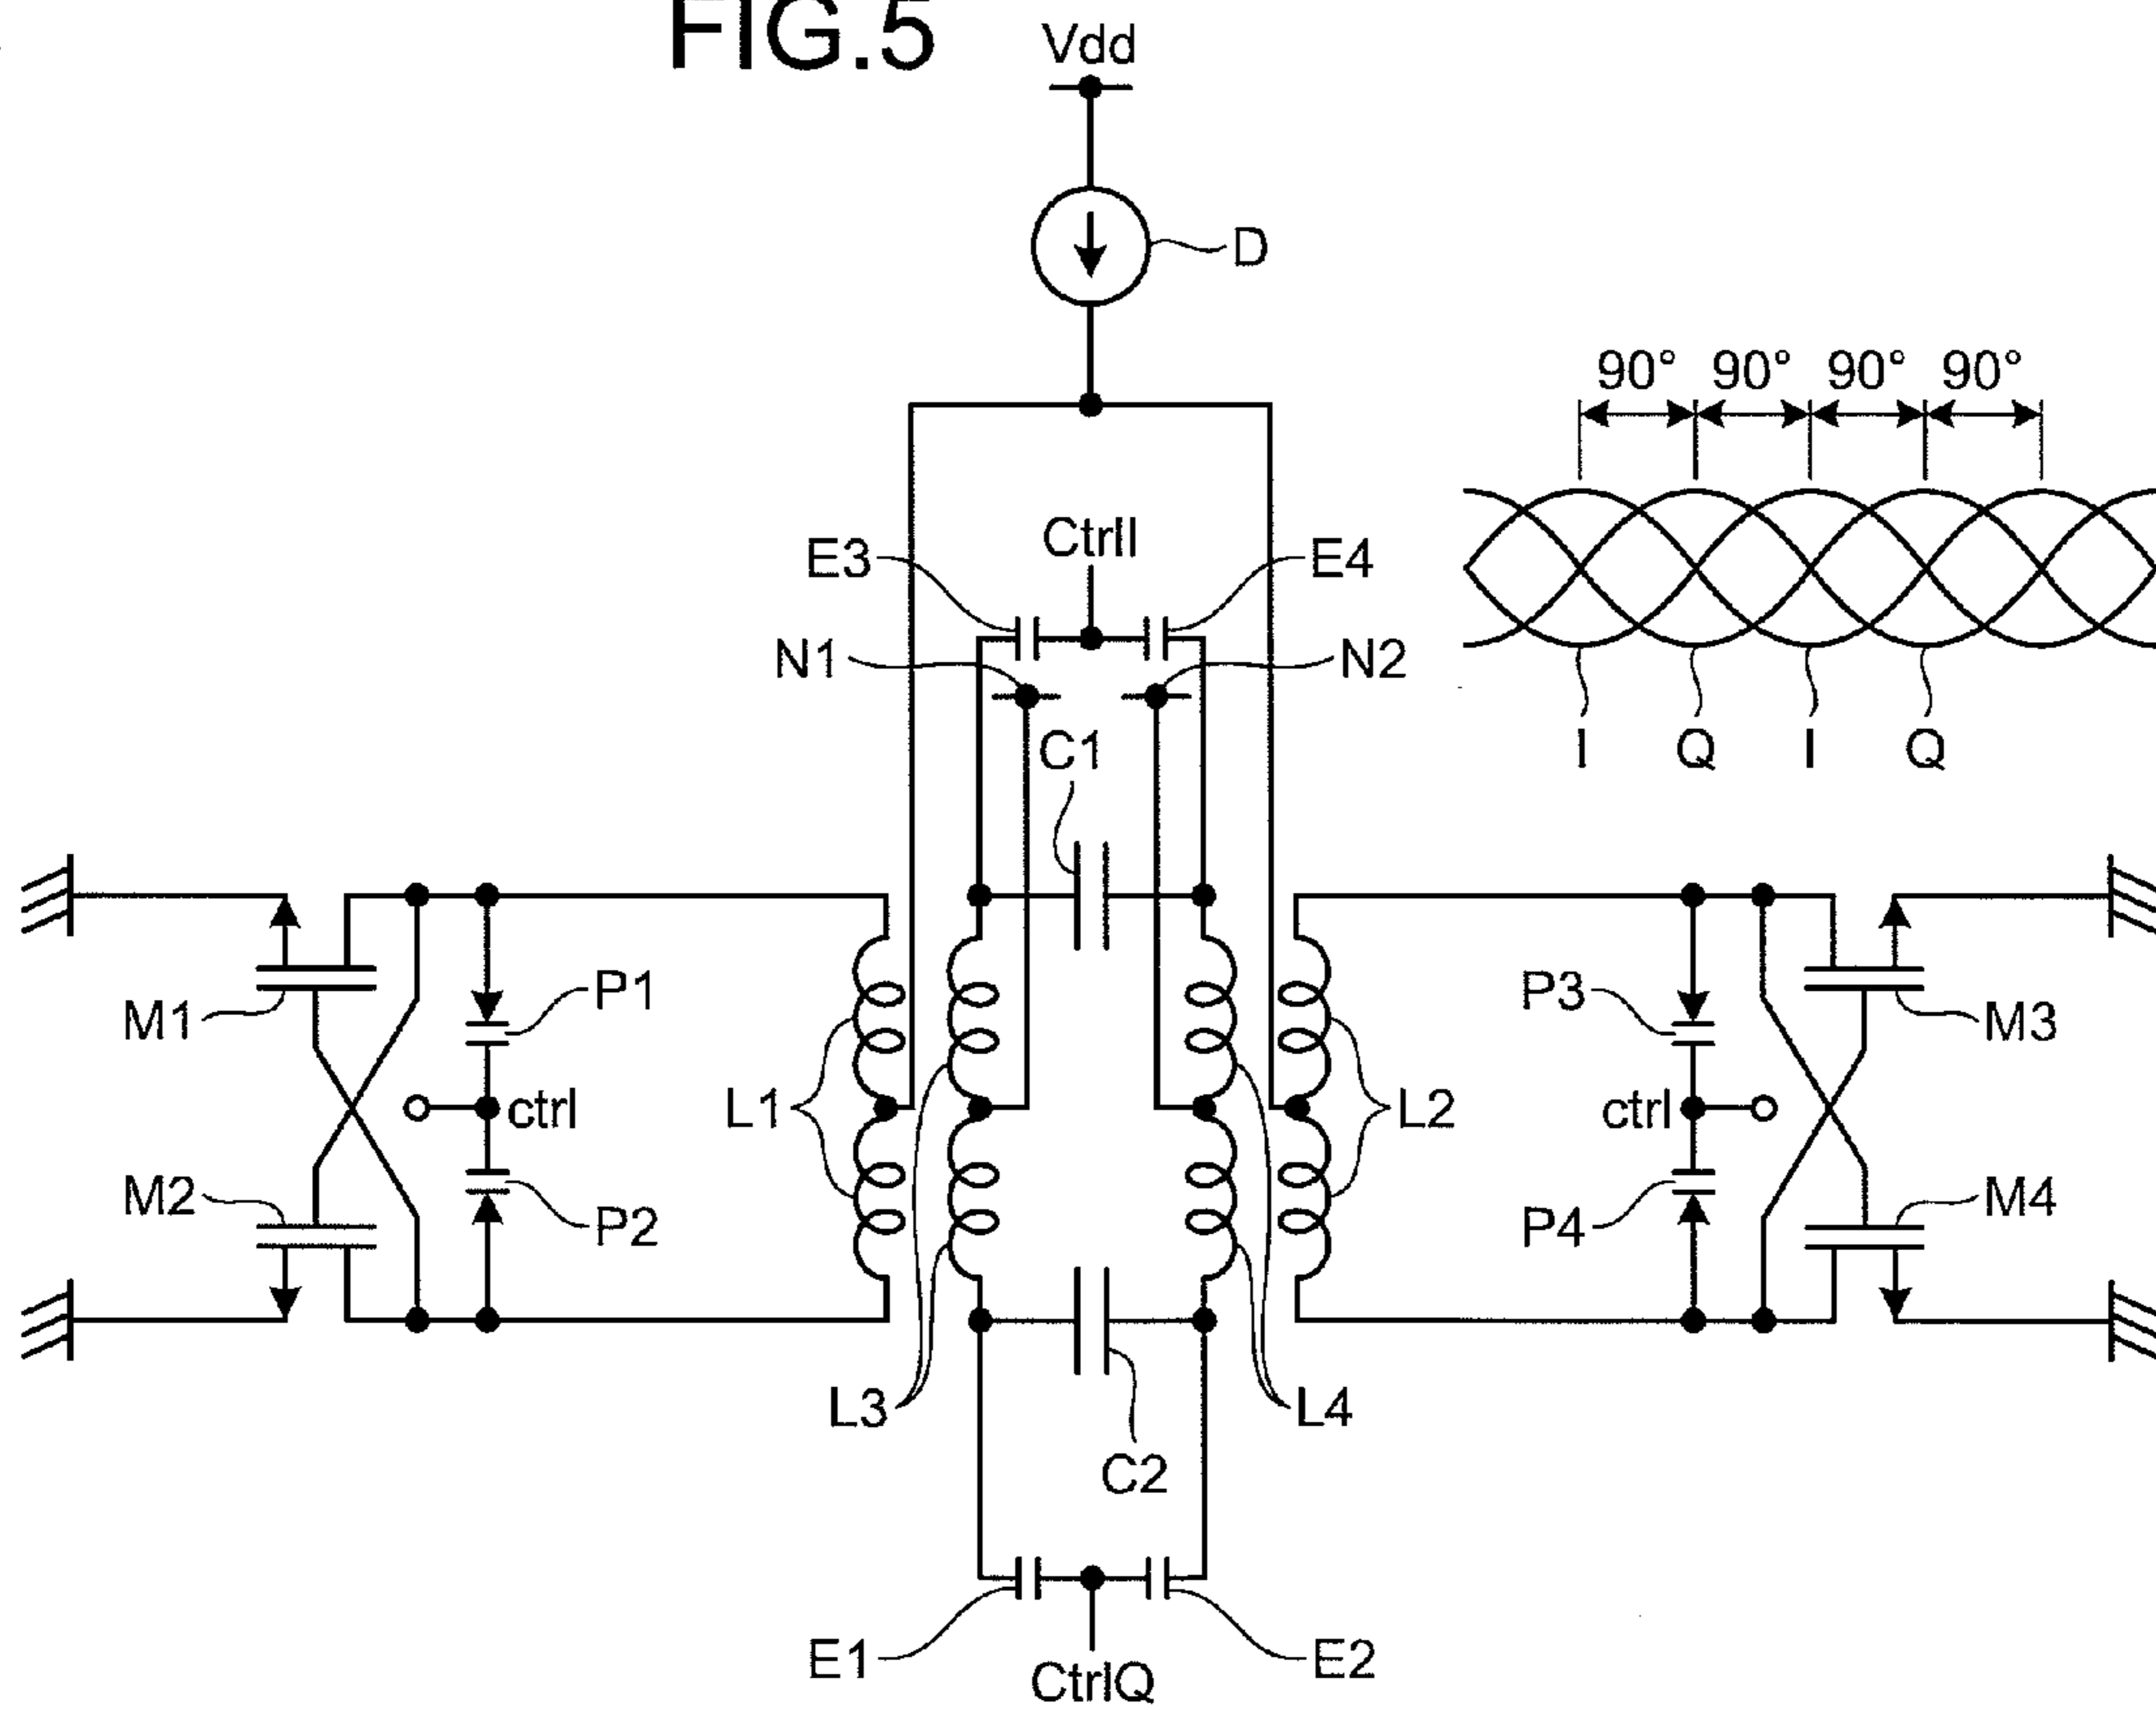 FIG.5
Vdd
D
90° 90° 90° 90°
CtrlI
E3 E4
N1 N2
C1
I Q I Q
M1 P1 P3 M3
L1 ctrl ctrl L2
M2 P2 P4 M4
L3 L4
C2
E1 E2
CtrlQ